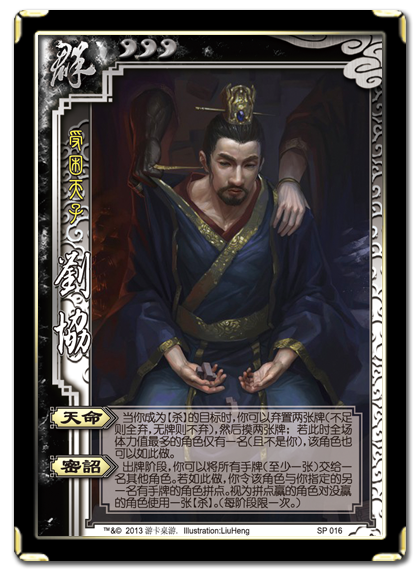 群
受困天子
劉協
天命
当你成为【杀】的目标时，你可以弃置两张牌（不足
则全弃，无牌则不弃），然后摸两张牌；若此时全场
体力值最多的角色仅有一名（且不是你），该角色也
可以如此做。
密詔
出牌阶段，你可以将所有手牌（至少一张）交给一
名其他角色。若如此做，你令该角色与你指定的另
一名有手牌的角色拼点。视为拼点赢的角色对没赢
的角色使用一张【杀】。（每阶段限一次。）
™&© 2013 游卡桌游. Illustration:LiuHeng SP 016